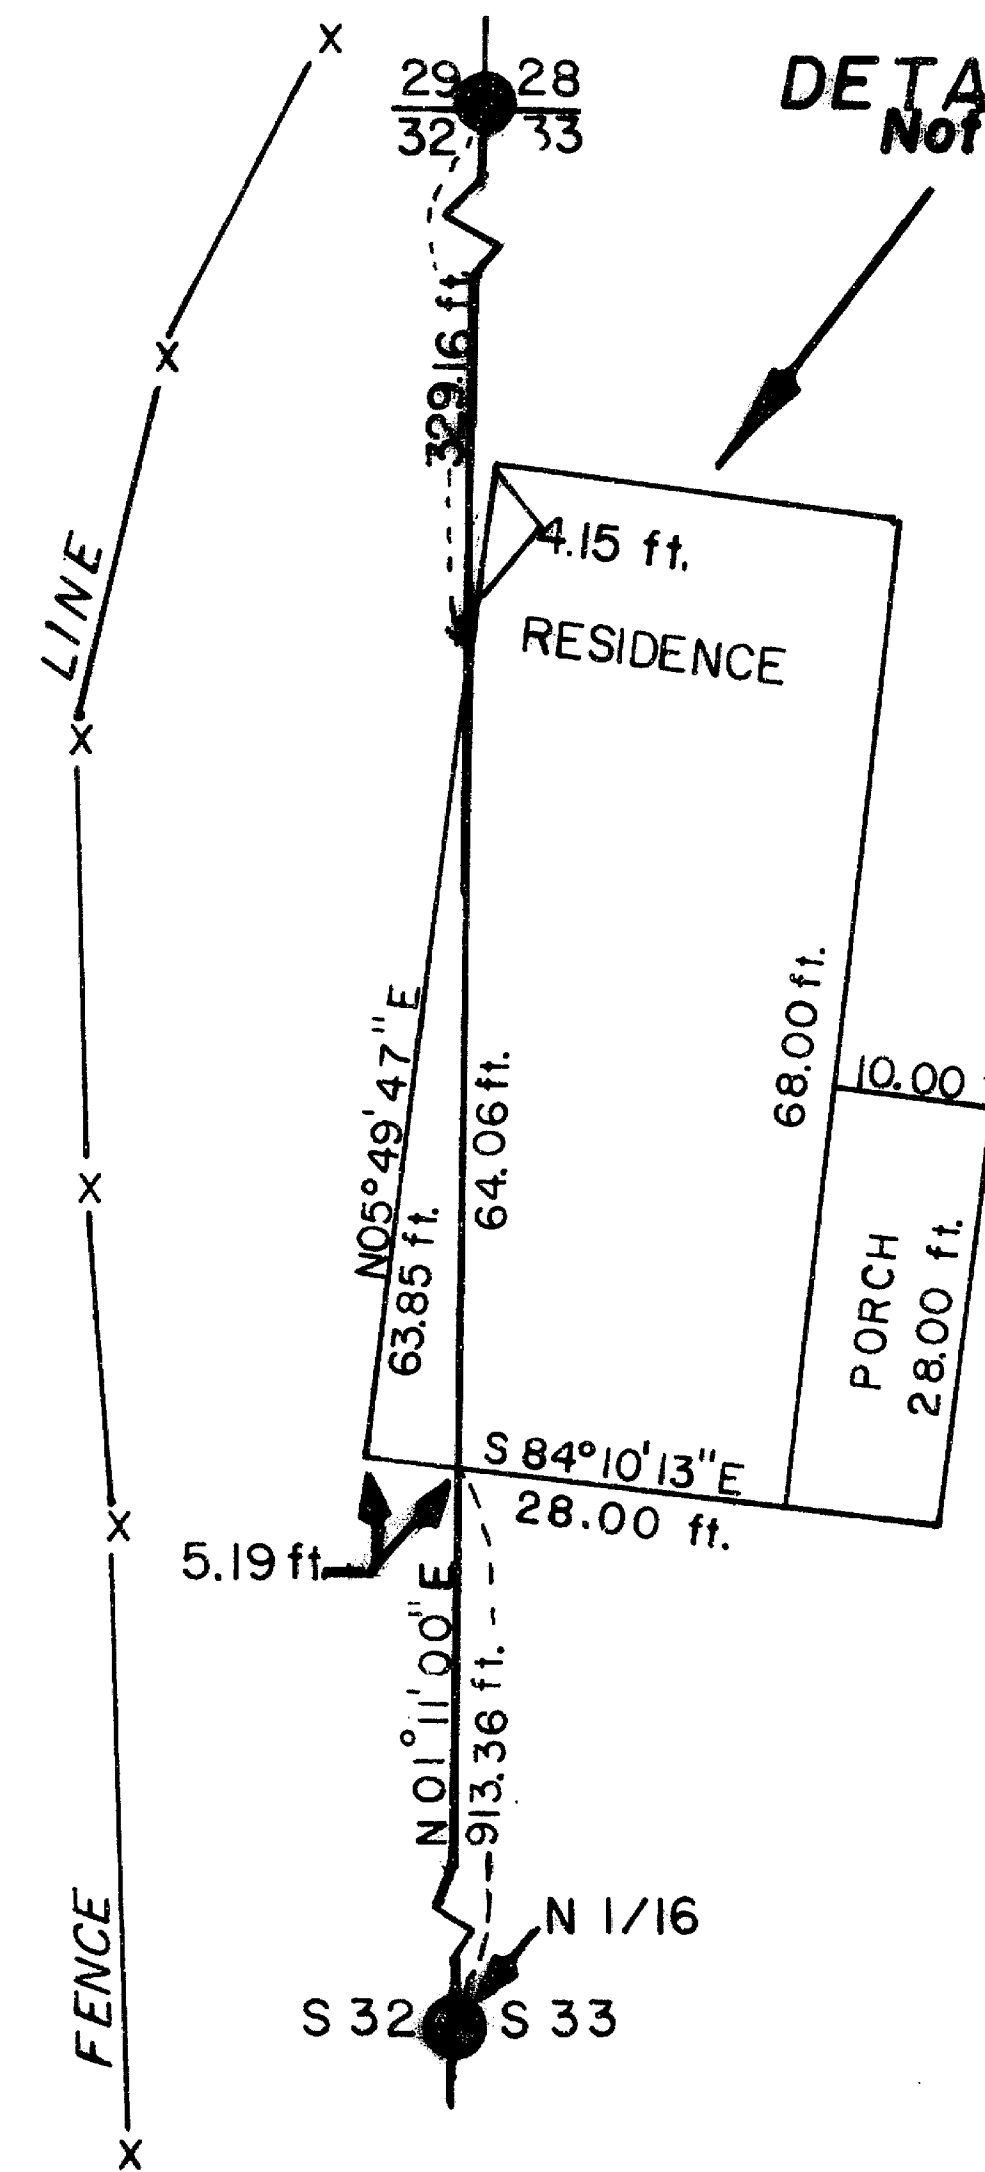 X
29 28
32 33
DETA
Not
329.16 ft.
X
4.15 ft.
LINE
RESIDENCE
X
N05°49'47"E
63.85 ft.
64.06 ft.
68.00 ft.
10.00
X
PORCH
28.00 ft.
S 84°10'13"E
28.00 ft.
X
5.19 ft.
N 01°11'00"E
913.36 ft.
N 1/16
FENCE
S 32 S 33
X